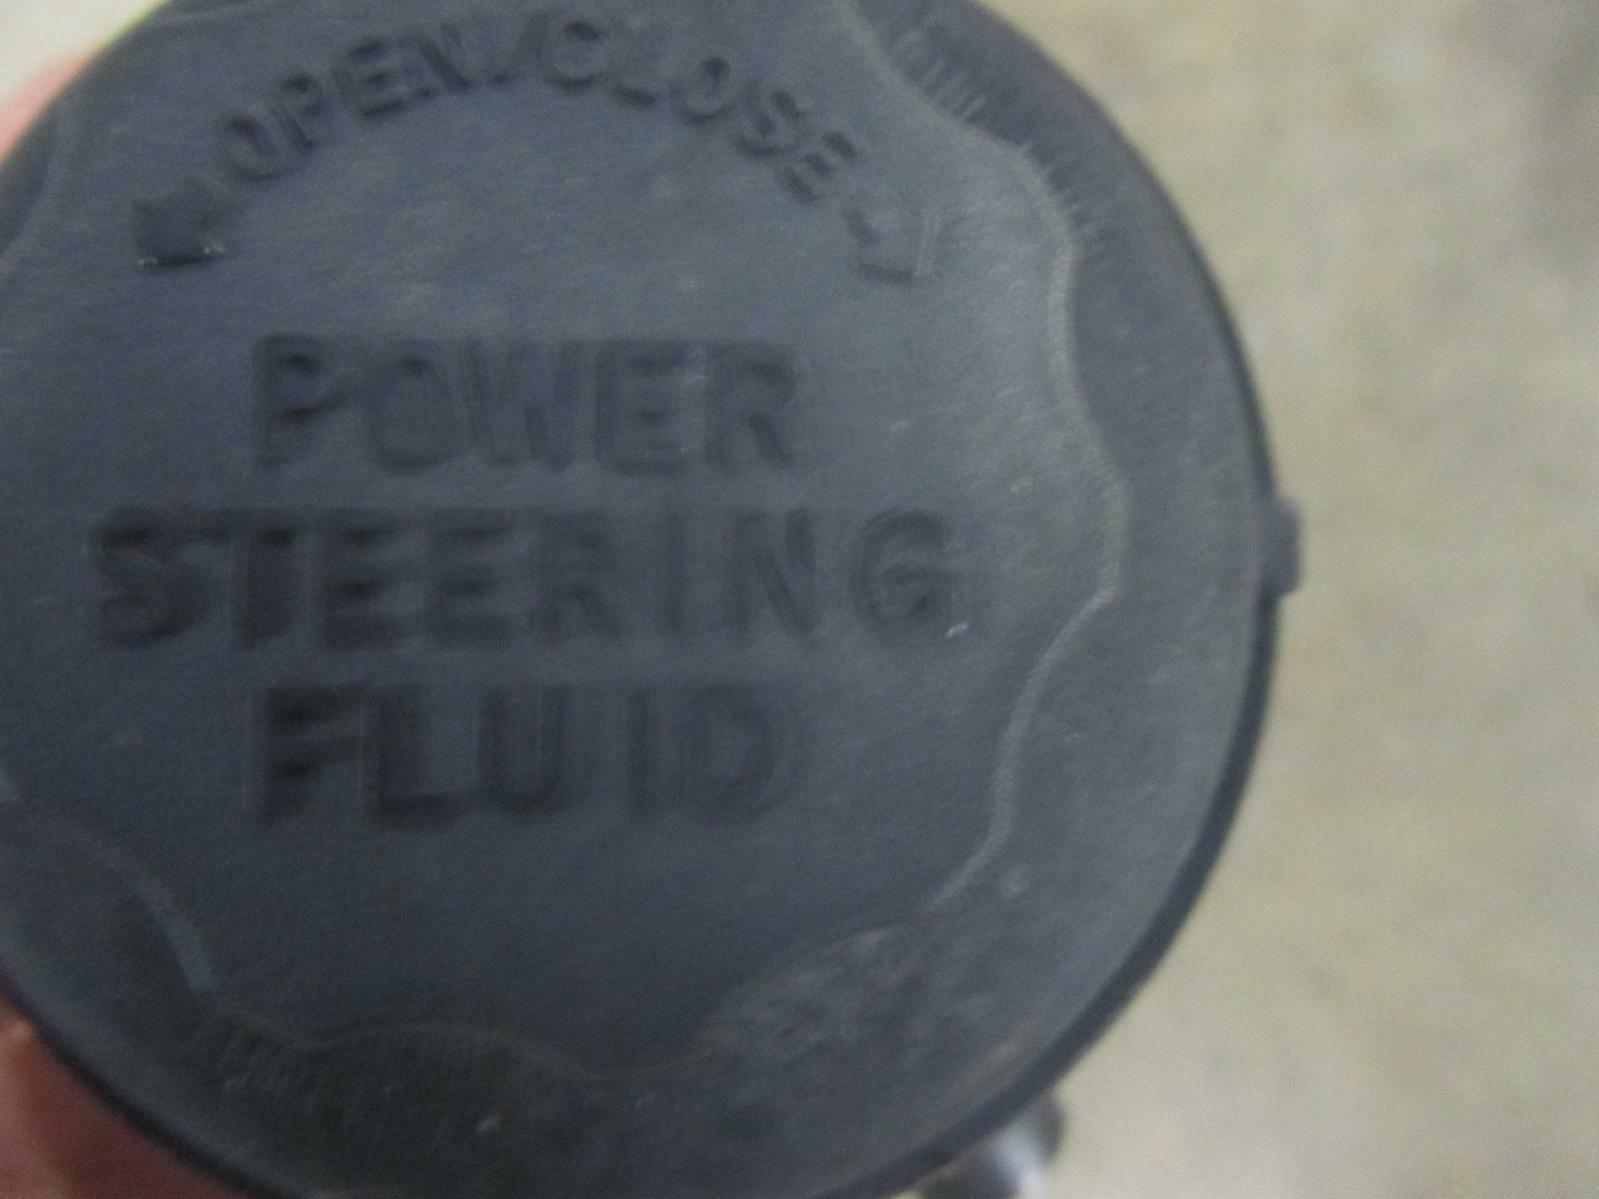 OPEN/CLOSE
POWER
STEERING
FLUID